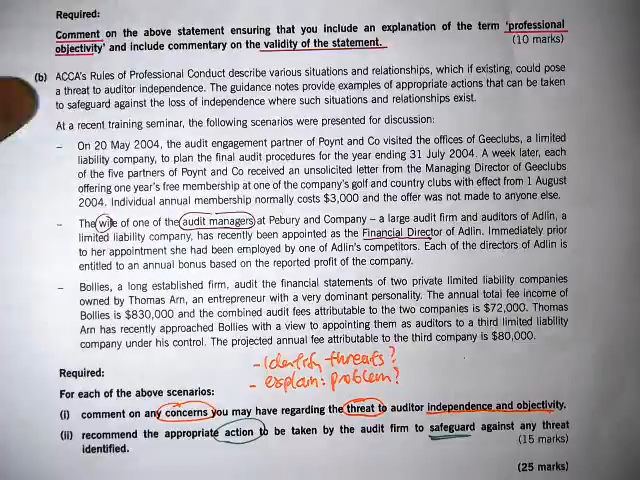 Required:
Comment on the above statement ensuring that you include an explanation of the term 'professional
objectivity' and include commentary on the validity of the statement.
(10 marks)
(b) ACCA's Rules of Professional Conduct describe various situations and relationships, which if existing, could pose
a threat to auditor independence. The guidance notes provide examples of appropriate actions that can be taken
to safeguard against the loss of independence where such situations and relationships exist.
At a recent training seminar, the following scenarios were presented for discussion:
– On 20 May 2004, the audit engagement partner of Poynt and Co visited the offices of Geeclubs, a limited
liability company, to plan the final audit procedures for the year ending 31 July 2004. A week later, each
of the five partners of Poynt and Co received an unsolicited letter from the Managing Director of Geeclubs
offering one year's free membership at one of the company's golf and country clubs with effect from 1 August
2004. Individual annual membership normally costs $3,000 and the offer was not made to anyone else.
– The wife of one of the audit managers at Pebury and Company – a large audit firm and auditors of Adlin, a
limited liability company, has recently been appointed as the Financial Director of Adlin. Immediately prior
to her appointment she had been employed by one of Adlin's competitors. Each of the directors of Adlin is
entitled to an annual bonus based on the reported profit of the company.
– Bollies, a long established firm, audit the financial statements of two private limited liability companies
owned by Thomas Arn, an entrepreneur with a very dominant personality. The annual total fee income of
Bollies is $830,000 and the combined audit fees attributable to the two companies is $72,000. Thomas
Arn has recently approached Bollies with a view to appointing them as auditors to a third limited liability
company under his control. The projected annual fee attributable to the third company is $80,000.
- Identify threats?
- explain: problem?
Required:
For each of the above scenarios:
(i) comment on any concerns you may have regarding the threat to auditor independence and objectivity.
(ii) recommend the appropriate action to be taken by the audit firm to safeguard against any threat
identified.
(15 marks)
(25 marks)